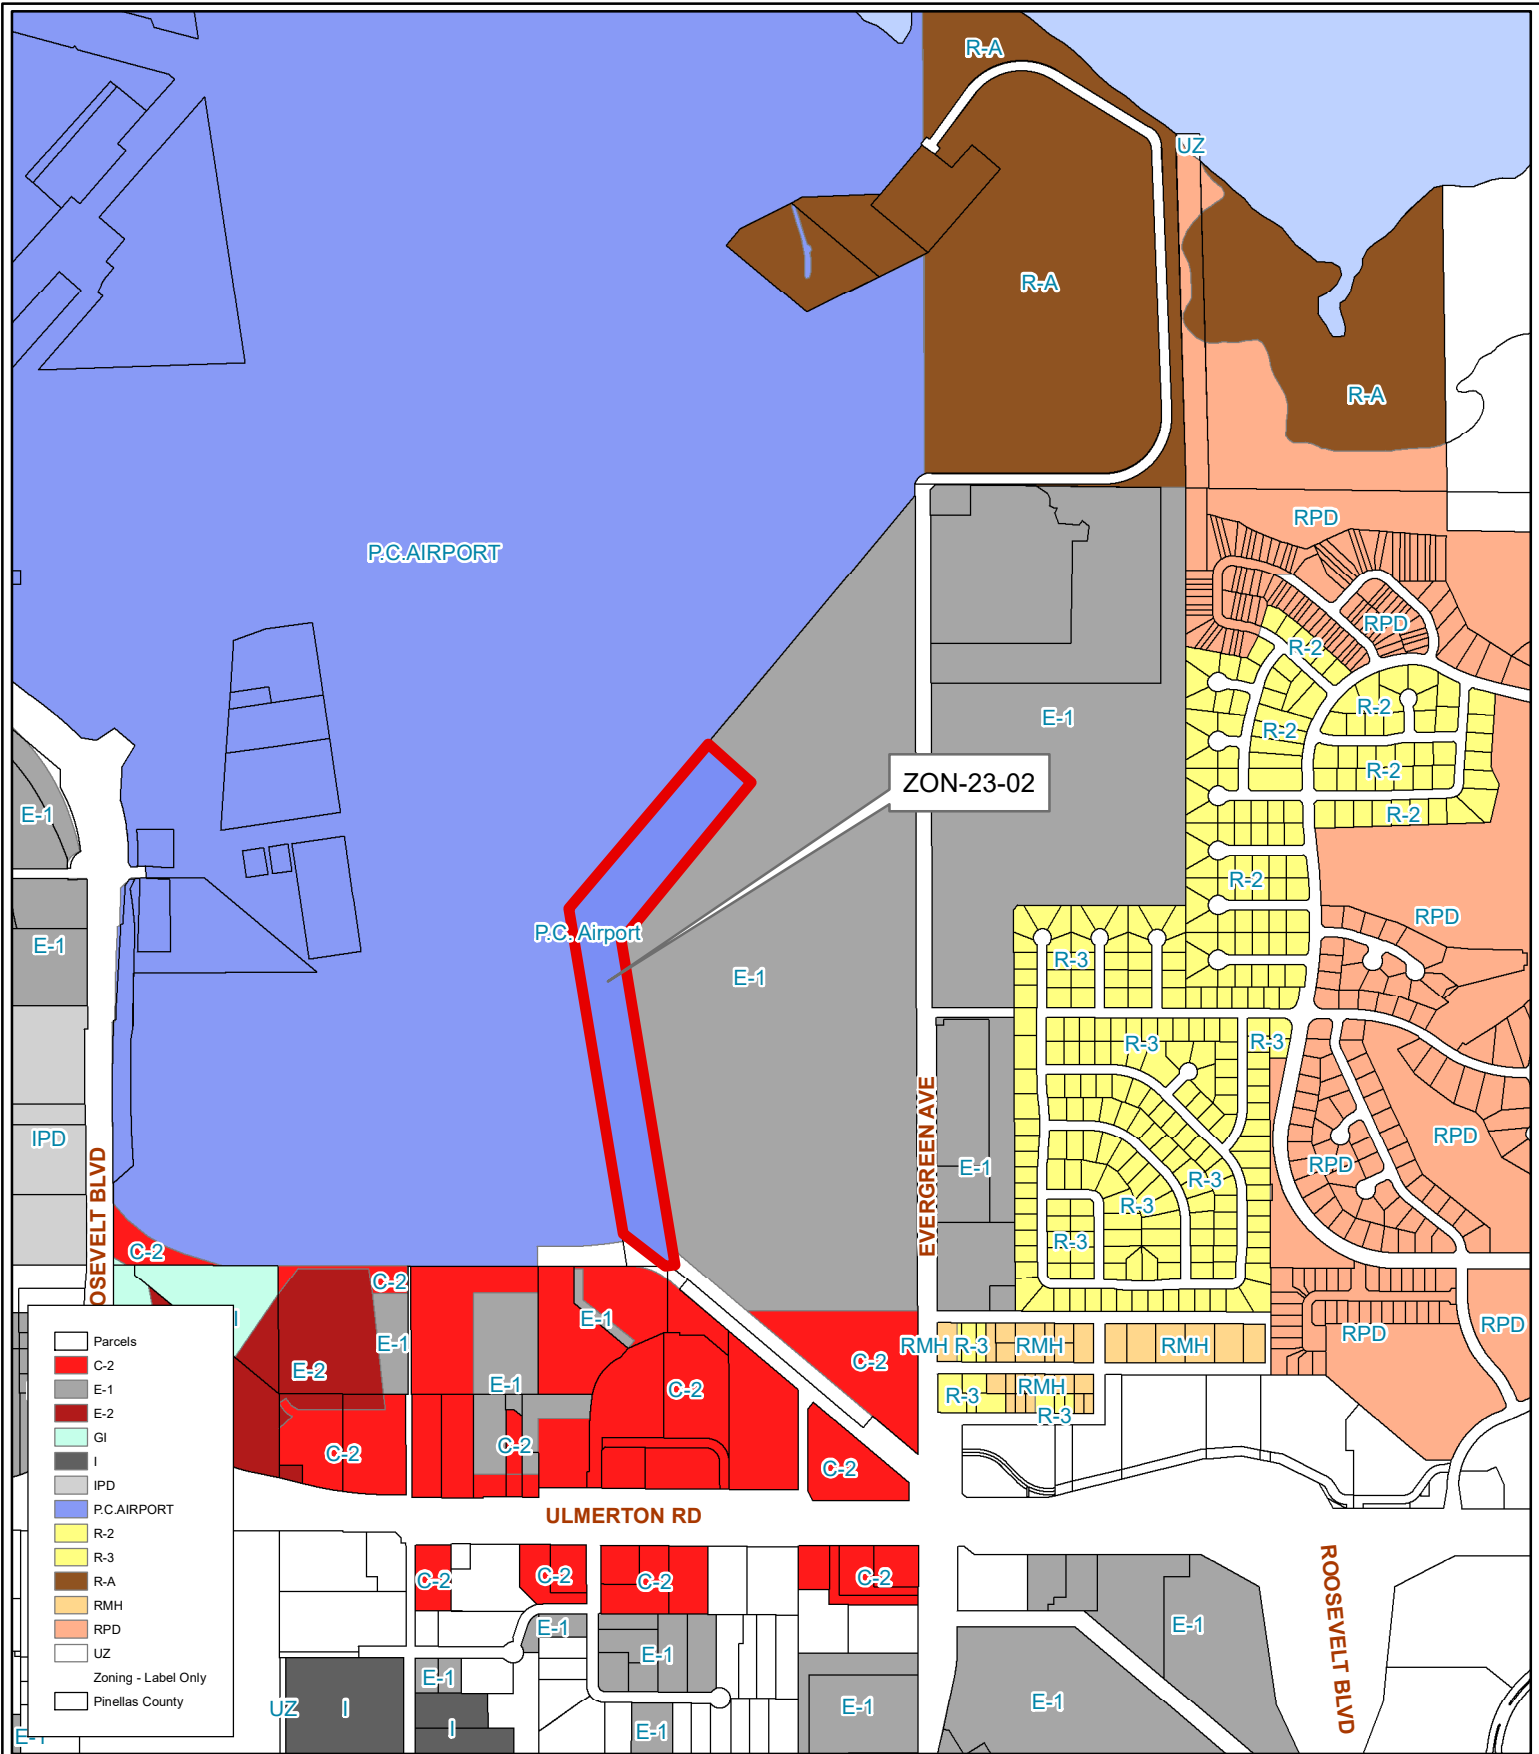 R-A
UZ
R-A
R-A
RPD
P.C.AIRPORT
RPD
R-2
R-2
E-1
R-2
R-2
ZON-23-02
E-1
R-2
R-2
RPD
P.C. Airport
E-1
R-3
E-1
R-3
R-3
EVERGREEN AVE
IPD
RPD
OSEVELT BLVD
E-1
RPD
R-3
R-3
R-3
C-2
C-2
E-1
E-1
RMH
R-3
RMH
RMH
RPD
RPD
E-2
C-2
E-1
C-2
RMH
R-3
R-3
C-2
C-2
C-2
ULMERTON RD
Parcels
C-2
E-1
E-2
GI
I
IPD
P.C.AIRPORT
R-2
R-3
R-A
RMH
RPD
UZ
Zoning - Label Only
Pinellas County
C-2
C-2
C-2
C-2
ROOSEVELT BLVD
E-1
E-1
E-1
E-1
UZ
I
I
E-1
E-1
E-1
E-1